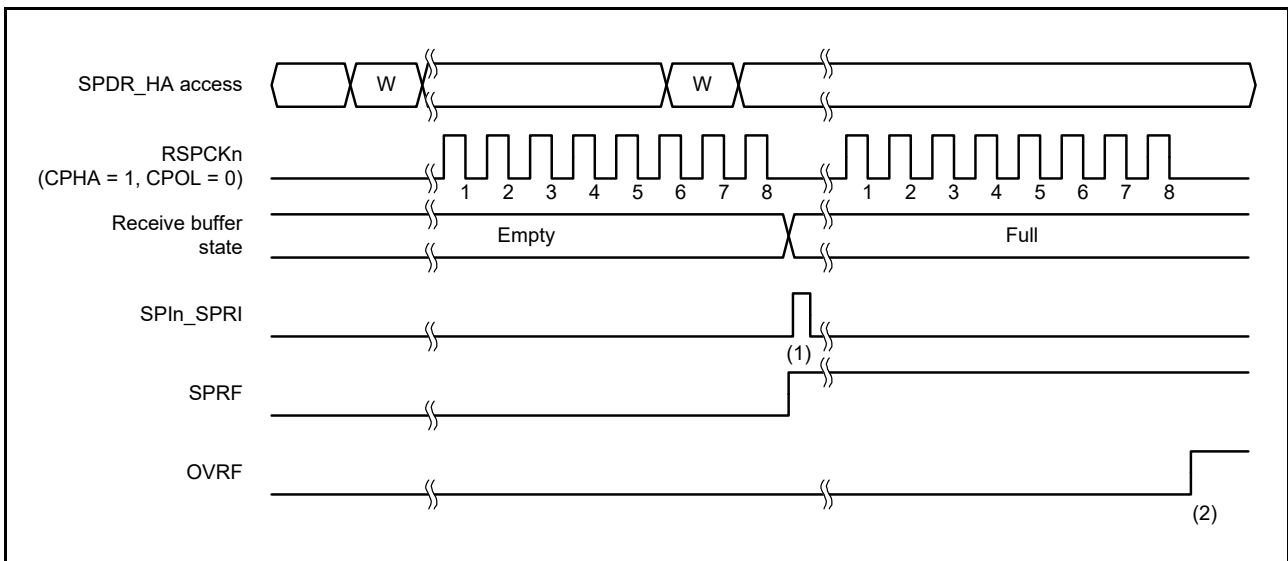 SPDR_HA access
W
W
RSPCKn
(CPHA = 1, CPOL = 0)
1 2 3 4 5 6 7 8
1 2 3 4 5 6 7 8
Receive buffer
state
Empty
Full
SPIn_SPRI
(1)
SPRF
OVRF
(2)